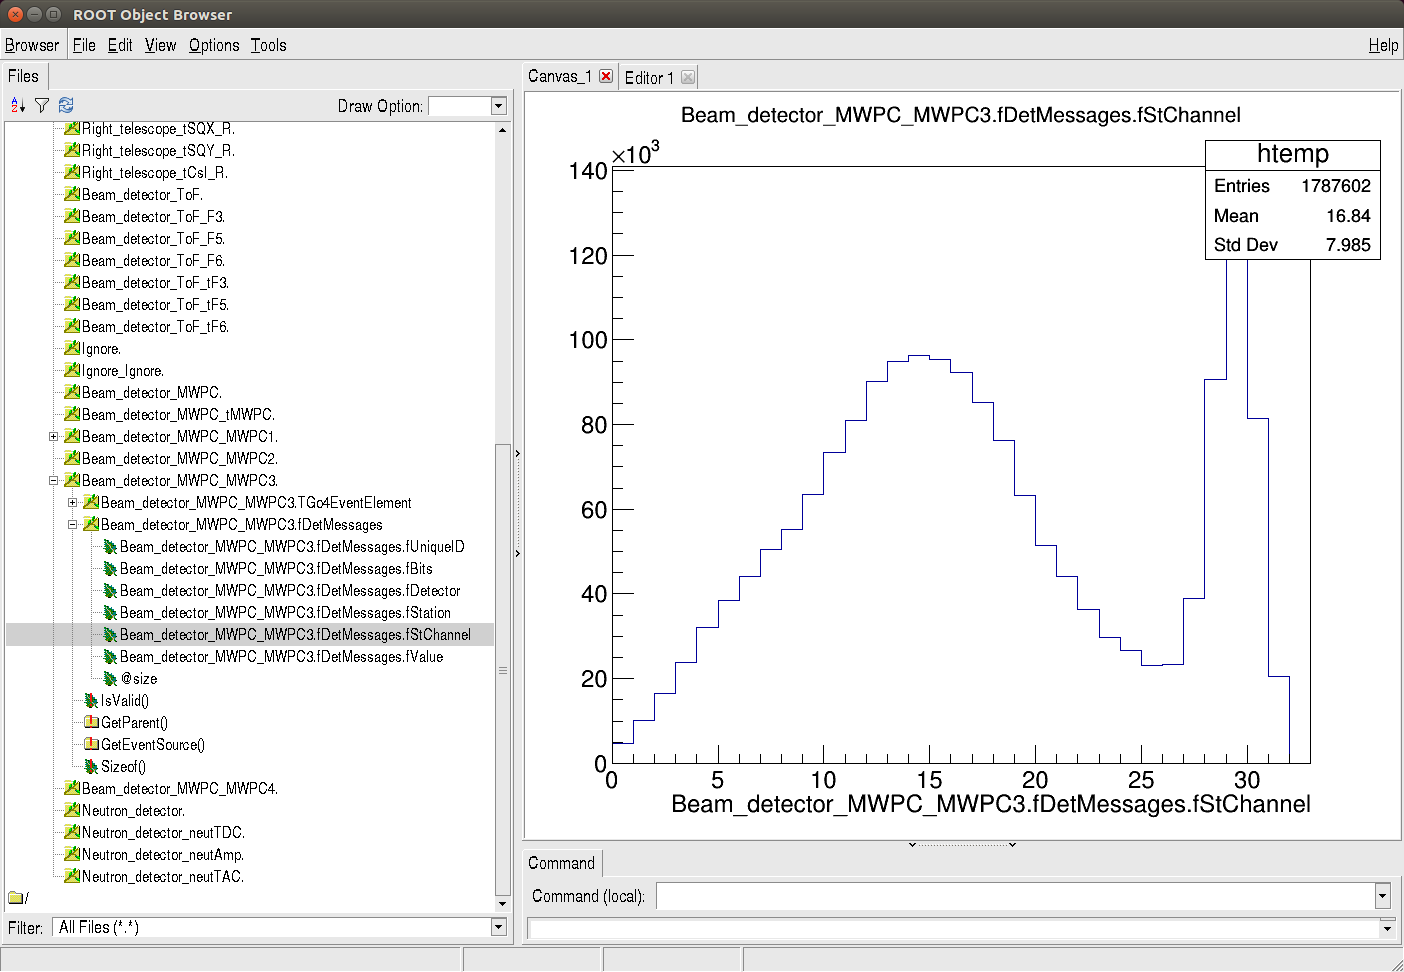 ROOT Object Browser
Browser File Edit View Options Tools Help
Files
Draw Option:
Right_telescope_tSQX_R.
Right_telescope_tSQY_R.
Right_telescope_tCsI_R.
Beam_detector_ToF.
Beam_detector_ToF_F3.
Beam_detector_ToF_F5.
Beam_detector_ToF_F6.
Beam_detector_ToF_tF3.
Beam_detector_ToF_tF5.
Beam_detector_ToF_tF6.
Ignore.
Ignore_Ignore.
Beam_detector_MWPC.
Beam_detector_MWPC_tMWPC.
Beam_detector_MWPC_MWPC1.
Beam_detector_MWPC_MWPC2.
Beam_detector_MWPC_MWPC3.
Beam_detector_MWPC_MWPC3.TGo4EventElement
Beam_detector_MWPC_MWPC3.fDetMessages
Beam_detector_MWPC_MWPC3.fDetMessages.fUniqueID
Beam_detector_MWPC_MWPC3.fDetMessages.fBits
Beam_detector_MWPC_MWPC3.fDetMessages.fDetector
Beam_detector_MWPC_MWPC3.fDetMessages.fStation
Beam_detector_MWPC_MWPC3.fDetMessages.fStChannel
Beam_detector_MWPC_MWPC3.fDetMessages.fValue
@size
IsValid()
GetParent()
GetEventSource()
Sizeof()
Beam_detector_MWPC_MWPC4.
Neutron_detector.
Neutron_detector_neutTDC.
Neutron_detector_neutAmp.
Neutron_detector_neutTAC.
/
Filter: All Files (*.*)
Canvas_1 Editor 1
Beam_detector_MWPC_MWPC3.fDetMessages.fStChannel
×10³
140
120
100
80
60
40
20
0
htemp
Entries 1787602
Mean 16.84
Std Dev 7.985
0 5 10 15 20 25 30
Beam_detector_MWPC_MWPC3.fDetMessages.fStChannel
Command
Command (local):